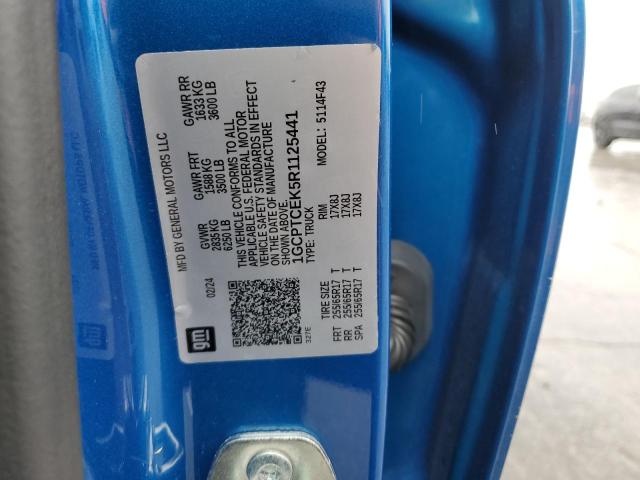 MFD BY GENERAL MOTORS LLC
02/24
GVWR
2835 KG
6250 LB
GAWR FRT
1588 KG
3500 LB
GAWR RR
1633 KG
3600 LB
THIS VEHICLE CONFORMS TO ALL
APPLICABLE U.S. FEDERAL MOTOR
VEHICLE SAFETY STANDARDS IN EFFECT
ON THE DATE OF MANUFACTURE
SHOWN ABOVE.
1GCPTCEK5R1125441
TYPE: TRUCK
MODEL: 5114F43
gm
327E
TIRE SIZE
RIM
FRT 255/65R17 T 17X8J
RR 255/65R17 T 17X8J
SPA 255/65R17 T 17X8J